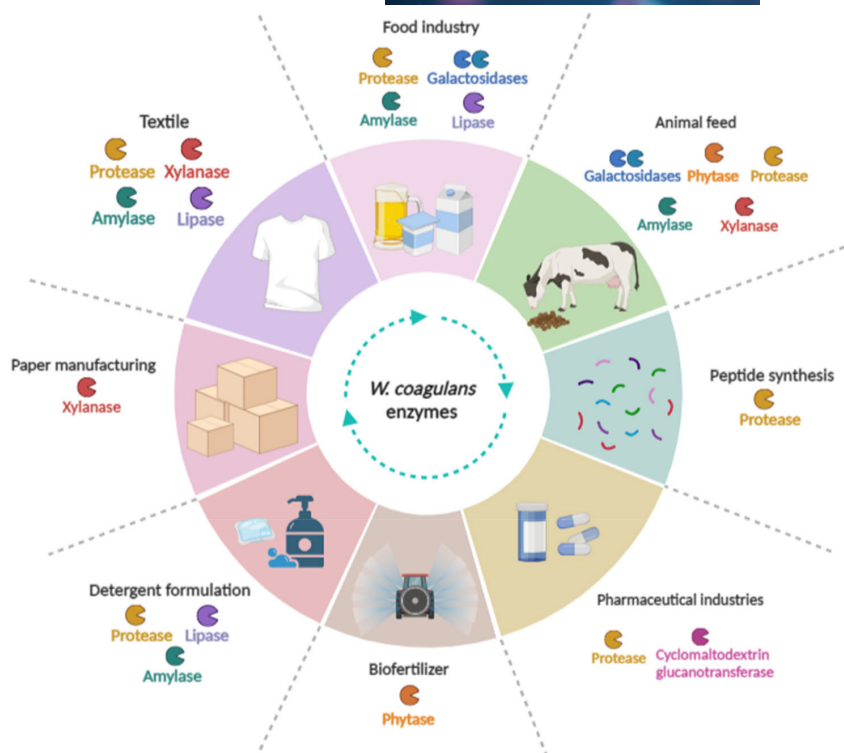 Food industry
Protease Galactosidases
Amylase Lipase
Textile
Protease Xylanase
Amylase Lipase
Animal feed
Galactosidases Phytase Protease
Amylase Xylanase
Paper manufacturing
Xylanase
W. coagulans
enzymes
Peptide synthesis
Protease
Detergent formulation
Protease Lipase
Amylase
Biofertilizer
Phytase
Pharmaceutical industries
Protease Cyclomaltodextrin
glucanotransferase